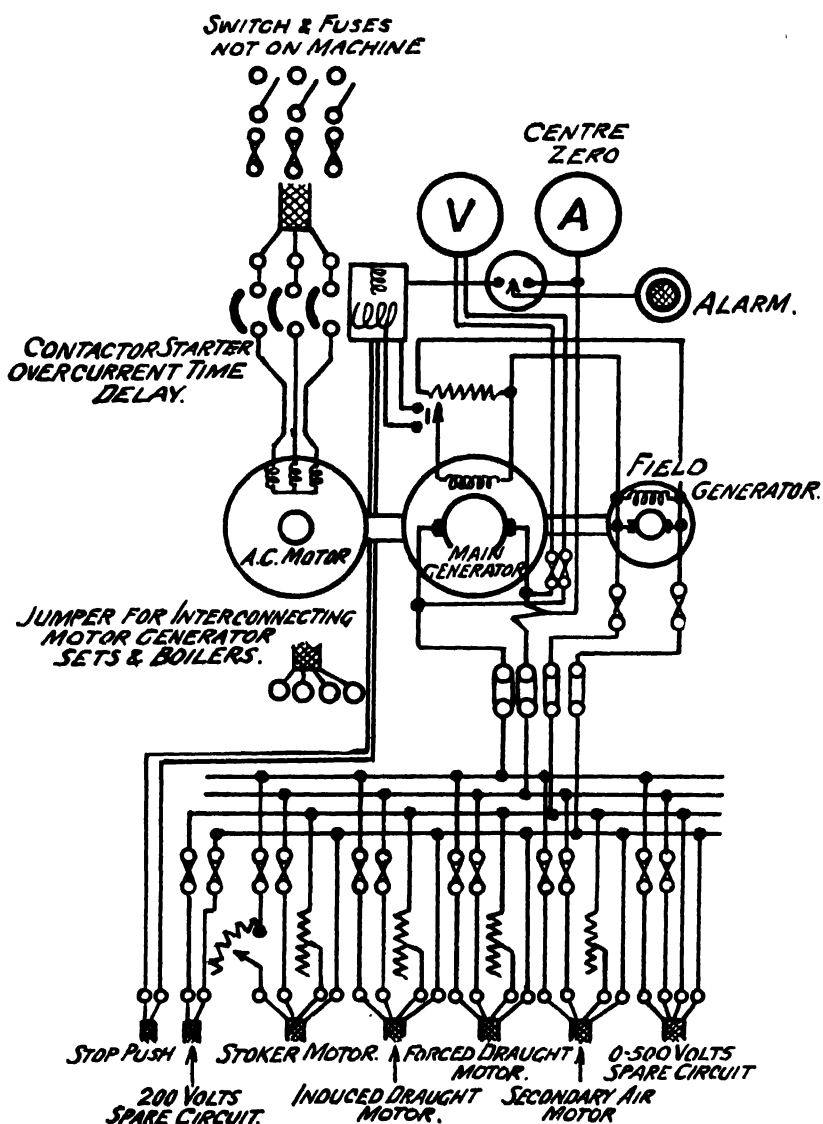 SWITCH & FUSES
NOT ON MACHINE
CENTRE
ZERO
V
A
ALARM.
CONTACTOR STARTER
OVERCURRENT TIME
DELAY.
FIELD
GENERATOR.
A.C. MOTOR
MAIN
GENERATOR
JUMPER FOR INTERCONNECTING
MOTOR GENERATOR
SETS & BOILERS.
STOP PUSH
200 VOLTS
SPARE CIRCUIT.
STOKER MOTOR.
INDUCED DRAUGHT
MOTOR.
FORCED DRAUGHT
MOTOR.
SECONDARY AIR
MOTOR
0-500 VOLTS
SPARE CIRCUIT